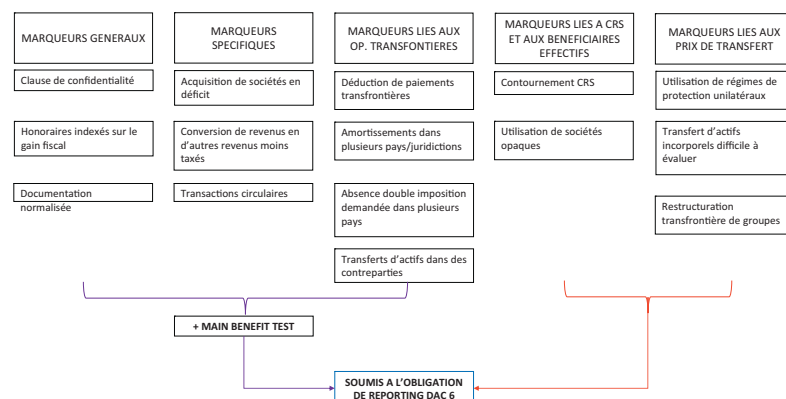 MARQUEURS GENERAUX
MARQUEURS
SPECIFIQUES
MARQUEURS LIES AUX
OP. TRANSFONTIERES
MARQUEURS LIES A CRS
ET AUX BENEFICIAIRES
EFFECTIFS
MARQUEURS LIES AUX
PRIX DE TRANSFERT
Clause de confidentialité
Acquisition de sociétés en
déficit
Déduction de paiements
transfrontières
Contournement CRS
Utilisation de régimes de
protection unilatéraux
Honoraires indexés sur le
gain fiscal
Conversion de revenus en
d'autres revenus moins
taxés
Amortissements dans
plusieurs pays/juridictions
Utilisation de sociétés
opaques
Transfert d'actifs
incorporels difficile à
évaluer
Documentation
normalisée
Transactions circulaires
Absence double imposition
demandée dans plusieurs
pays
Restructuration
transfrontière de groupes
Transferts d'actifs dans des
contreparties
+ MAIN BENEFIT TEST
SOUMIS A L'OBLIGATION
DE REPORTING DAC 6